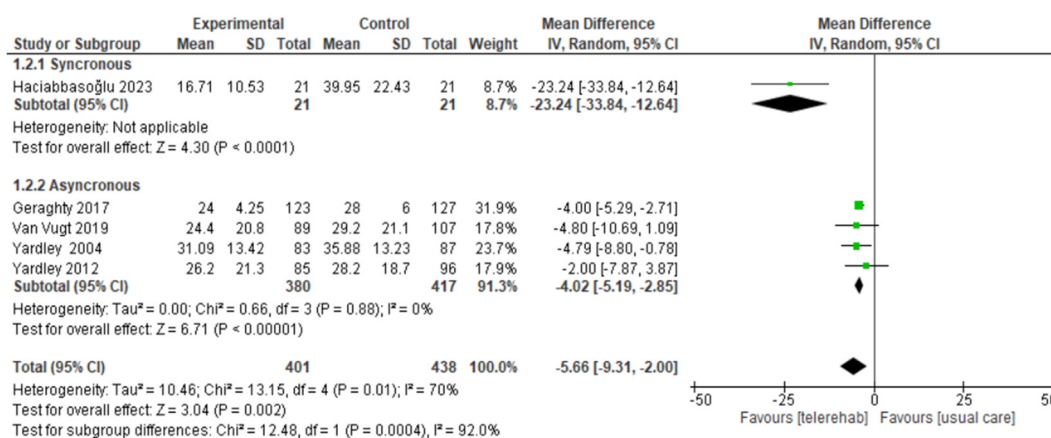 Experimental Control Mean Difference Mean Difference
Study or Subgroup Mean SD Total Mean SD Total Weight IV, Random, 95% CI IV, Random, 95% CI
1.2.1 Syncronous
Haciabbasoğlu 2023 16.71 10.53 21 39.95 22.43 21 8.7% -23.24 [-33.84, -12.64]
Subtotal (95% CI) 21 21 8.7% -23.24 [-33.84, -12.64]
Heterogeneity: Not applicable
Test for overall effect: Z = 4.30 (P < 0.0001)
1.2.2 Asyncronous
Geraghty 2017 24 4.25 123 28 6 127 31.9% -4.00 [-5.29, -2.71]
Van Vugt 2019 24.4 20.8 89 29.2 21.1 107 17.8% -4.80 [-10.69, 1.09]
Yardley 2004 31.09 13.42 83 35.88 13.23 87 23.7% -4.79 [-8.80, -0.78]
Yardley 2012 26.2 21.3 85 28.2 18.7 96 17.9% -2.00 [-7.87, 3.87]
Subtotal (95% CI) 380 417 91.3% -4.02 [-5.19, -2.85]
Heterogeneity: Tau² = 0.00; Chi² = 0.66, df = 3 (P = 0.88); I² = 0%
Test for overall effect: Z = 6.71 (P < 0.00001)
Total (95% CI) 401 438 100.0% -5.66 [-9.31, -2.00]
Heterogeneity: Tau² = 10.46; Chi² = 13.15, df = 4 (P = 0.01); I² = 70%
Test for overall effect: Z = 3.04 (P = 0.002)
Test for subgroup differences: Chi² = 12.48, df = 1 (P = 0.0004), I² = 92.0%
-50 -25 0 25 50
Favours [telerehab] Favours [usual care]